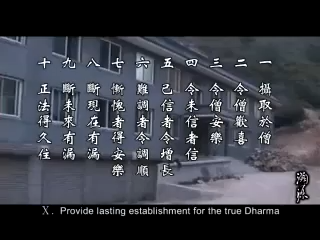 一 攝取於僧
二 令僧歡喜
三 令僧安樂
四 令未信者信
五 已信者令增長
六 難調者令調順
七 慚愧者得安樂
八 斷現在有漏
九 斷未來有漏
十 正法得久住
X. Provide lasting establishment for the true Dharma